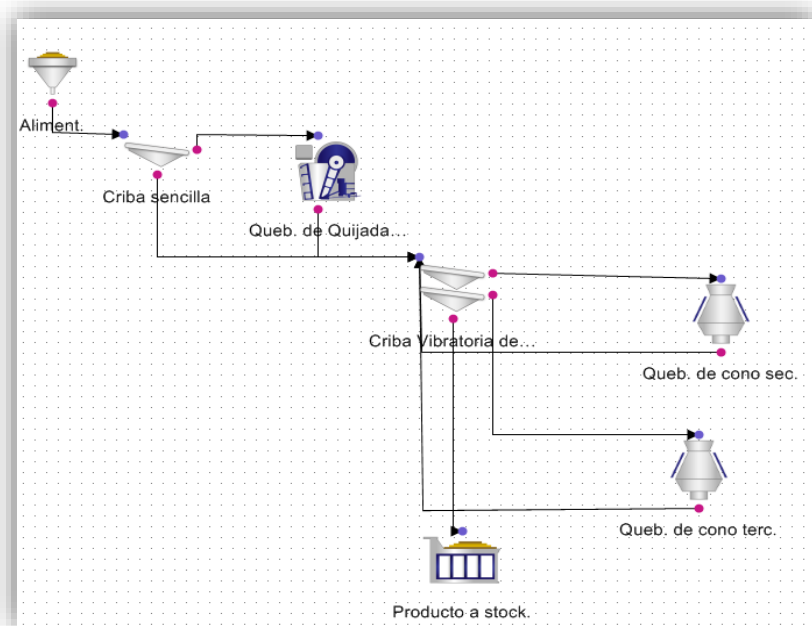 Aliment.
Criba sencilla
Queb. de Quijada…
Criba Vibratoria de…
Queb. de cono sec.
Queb. de cono terc.
Producto a stock.